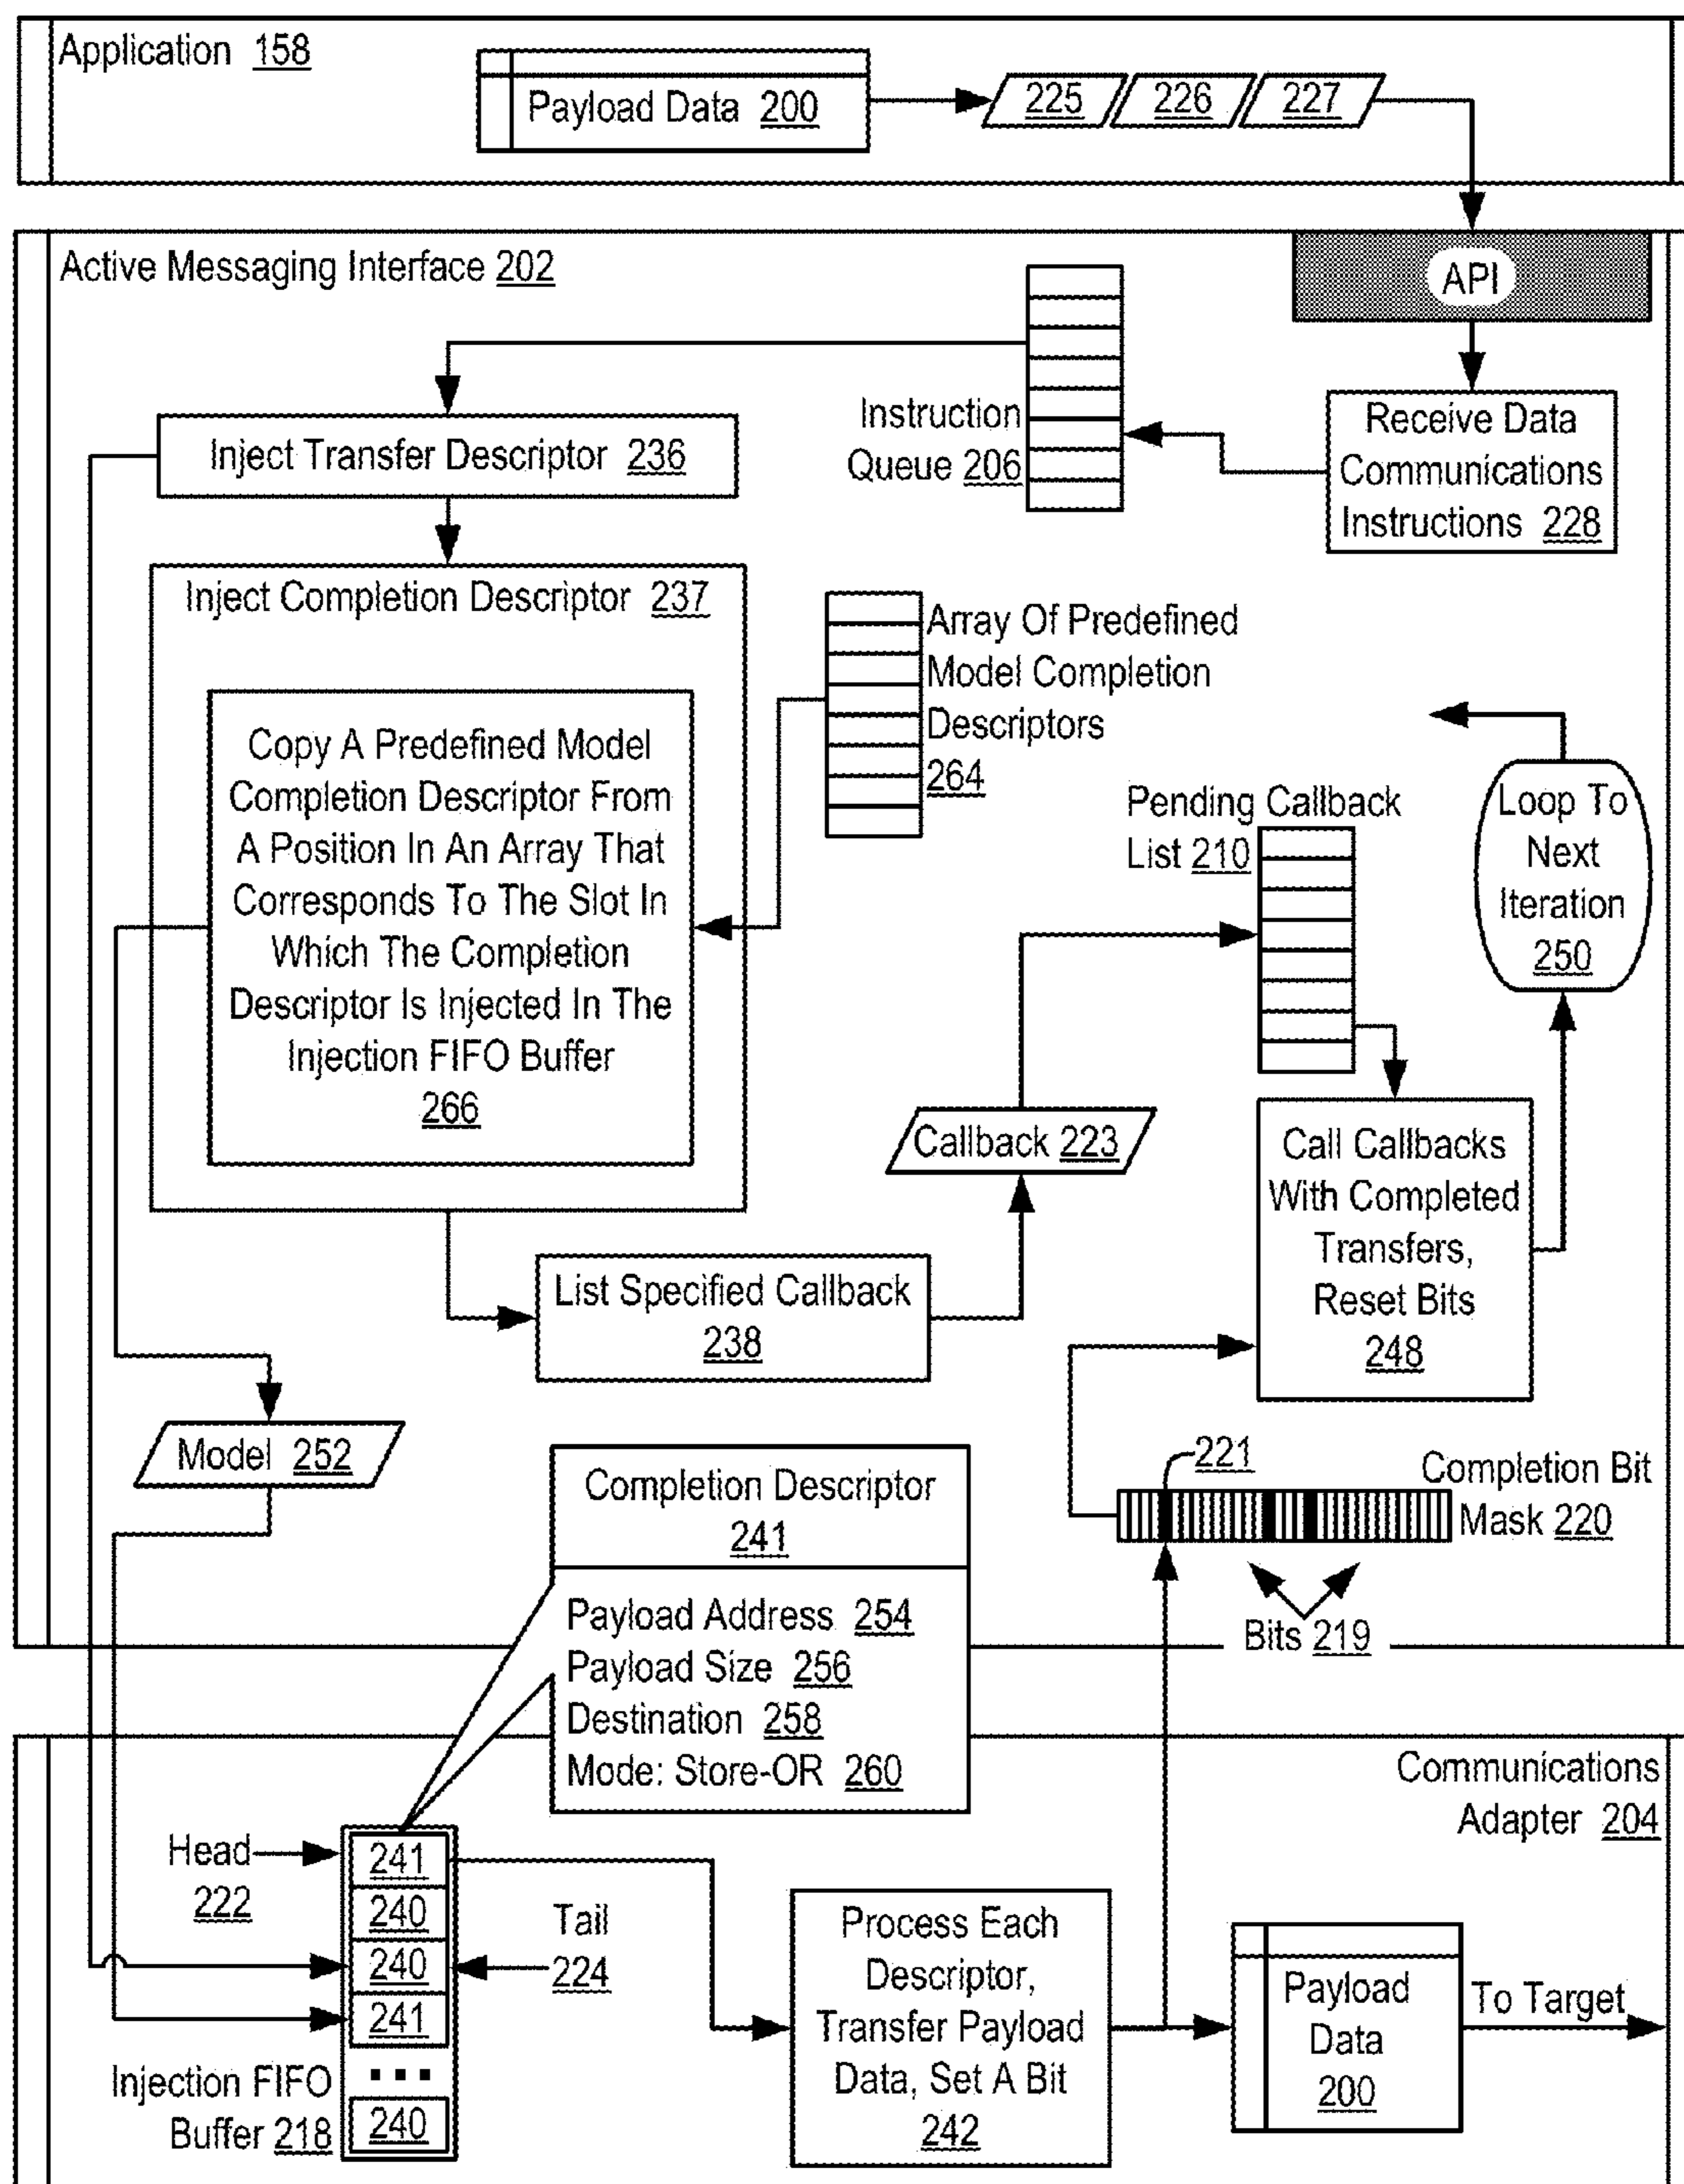 Application 158
Payload Data 200
225 226 227
Active Messaging Interface 202
API
Instruction
Queue 206
Receive Data
Communications
Instructions 228
Inject Transfer Descriptor 236
Inject Completion Descriptor 237
Copy A Predefined Model
Completion Descriptor From
A Position In An Array That
Corresponds To The Slot In
Which The Completion
Descriptor Is Injected In The
Injection FIFO Buffer
266
Array Of Predefined
Model Completion
Descriptors
264
Pending Callback
List 210
Loop To
Next
Iteration
250
Callback 223
Call Callbacks
With Completed
Transfers,
Reset Bits
248
List Specified Callback
238
Model 252
221
Completion Bit
Mask 220
Bits 219
Completion Descriptor
241
Payload Address 254
Payload Size 256
Destination 258
Mode: Store-OR 260
Communications
Adapter 204
Head
222
241
240
240
241
240
Tail
224
Injection FIFO
Buffer 218
Process Each
Descriptor,
Transfer Payload
Data, Set A Bit
242
Payload
Data
200
To Target